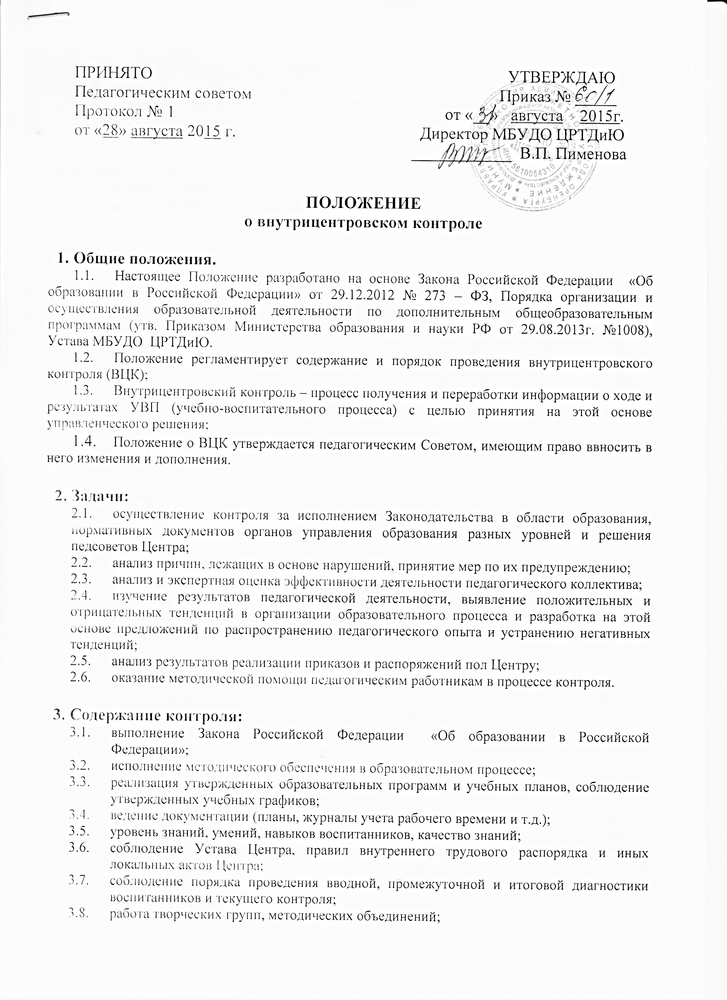 ПРИНЯТО
Педагогическим советом
Протокол № 1
от «28» августа 2015 г.
УТВЕРЖДАЮ
Приказ № 60/1
от «31» августа 2015г.
Директор МБУДО ЦРТДиЮ
В.П. Пименова
5610054310
ПОЛОЖЕНИЕ
о внутрицентровском контроле
1. Общие положения.
1.1. Настоящее Положение разработано на основе Закона Российской Федерации «Об
образовании в Российской Федерации» от 29.12.2012 № 273 – ФЗ, Порядка организации и
осуществления образовательной деятельности по дополнительным общеобразовательным
программам (утв. Приказом Министерства образования и науки РФ от 29.08.2013г. №1008),
Устава МБУДО ЦРТДиЮ.
1.2. Положение регламентирует содержание и порядок проведения внутрицентровского
контроля (ВЦК);
1.3. Внутрицентровский контроль – процесс получения и переработки информации о ходе и
результатах УВП (учебно-воспитательного процесса) с целью принятия на этой основе
управленческого решения;
1.4. Положение о ВЦК утверждается педагогическим Советом, имеющим право ввносить в
него изменения и дополнения.
2. Задачи:
2.1. осуществление контроля за исполнением Законодательства в области образования,
нормативных документов органов управления образования разных уровней и решения
педсоветов Центра;
2.2. анализ причин, лежащих в основе нарушений, принятие мер по их предупреждению;
2.3. анализ и экспертная оценка эффективности деятельности педагогического коллектива;
2.4. изучение результатов педагогической деятельности, выявление положительных и
отрицательных тенденций в организации образовательного процесса и разработка на этой
основе предложений по распространению педагогического опыта и устранению негативных
тенденций;
2.5. анализ результатов реализации приказов и распоряжений пол Центру;
2.6. оказание методической помощи педагогическим работникам в процессе контроля.
3. Содержание контроля:
3.1. выполнение Закона Российской Федерации «Об образовании в Российской
Федерации»;
3.2. исполнение методического обеспечения в образовательном процессе;
3.3. реализация утвержденных образовательных программ и учебных планов, соблюдение
утвержденных учебных графиков;
3.4. ведение документации (планы, журналы учета рабочего времени и т.д.);
3.5. уровень знаний, умений, навыков воспитанников, качество знаний;
3.6. соблюдение Устава Центра, правил внутреннего трудового распорядка и иных
локальных актов Центра;
3.7. соблюдение порядка проведения вводной, промежуточной и итоговой диагностики
воспитанников и текущего контроля;
3.8. работа творческих групп, методических объединений;